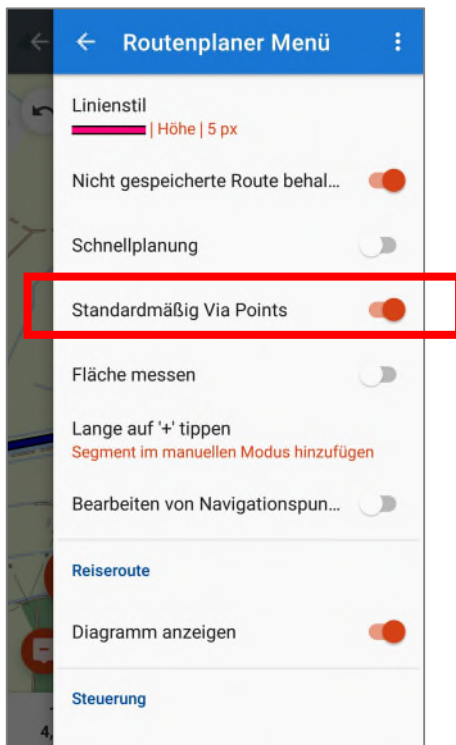 Routenplaner Menü
Linienstil
| Höhe | 5 px
Nicht gespeicherte Route behal...
Schnellplanung
Standardmäßig Via Points
Fläche messen
Lange auf '+' tippen
Segment im manuellen Modus hinzufügen
Bearbeiten von Navigationspun...
Reiseroute
Diagramm anzeigen
Steuerung
4,